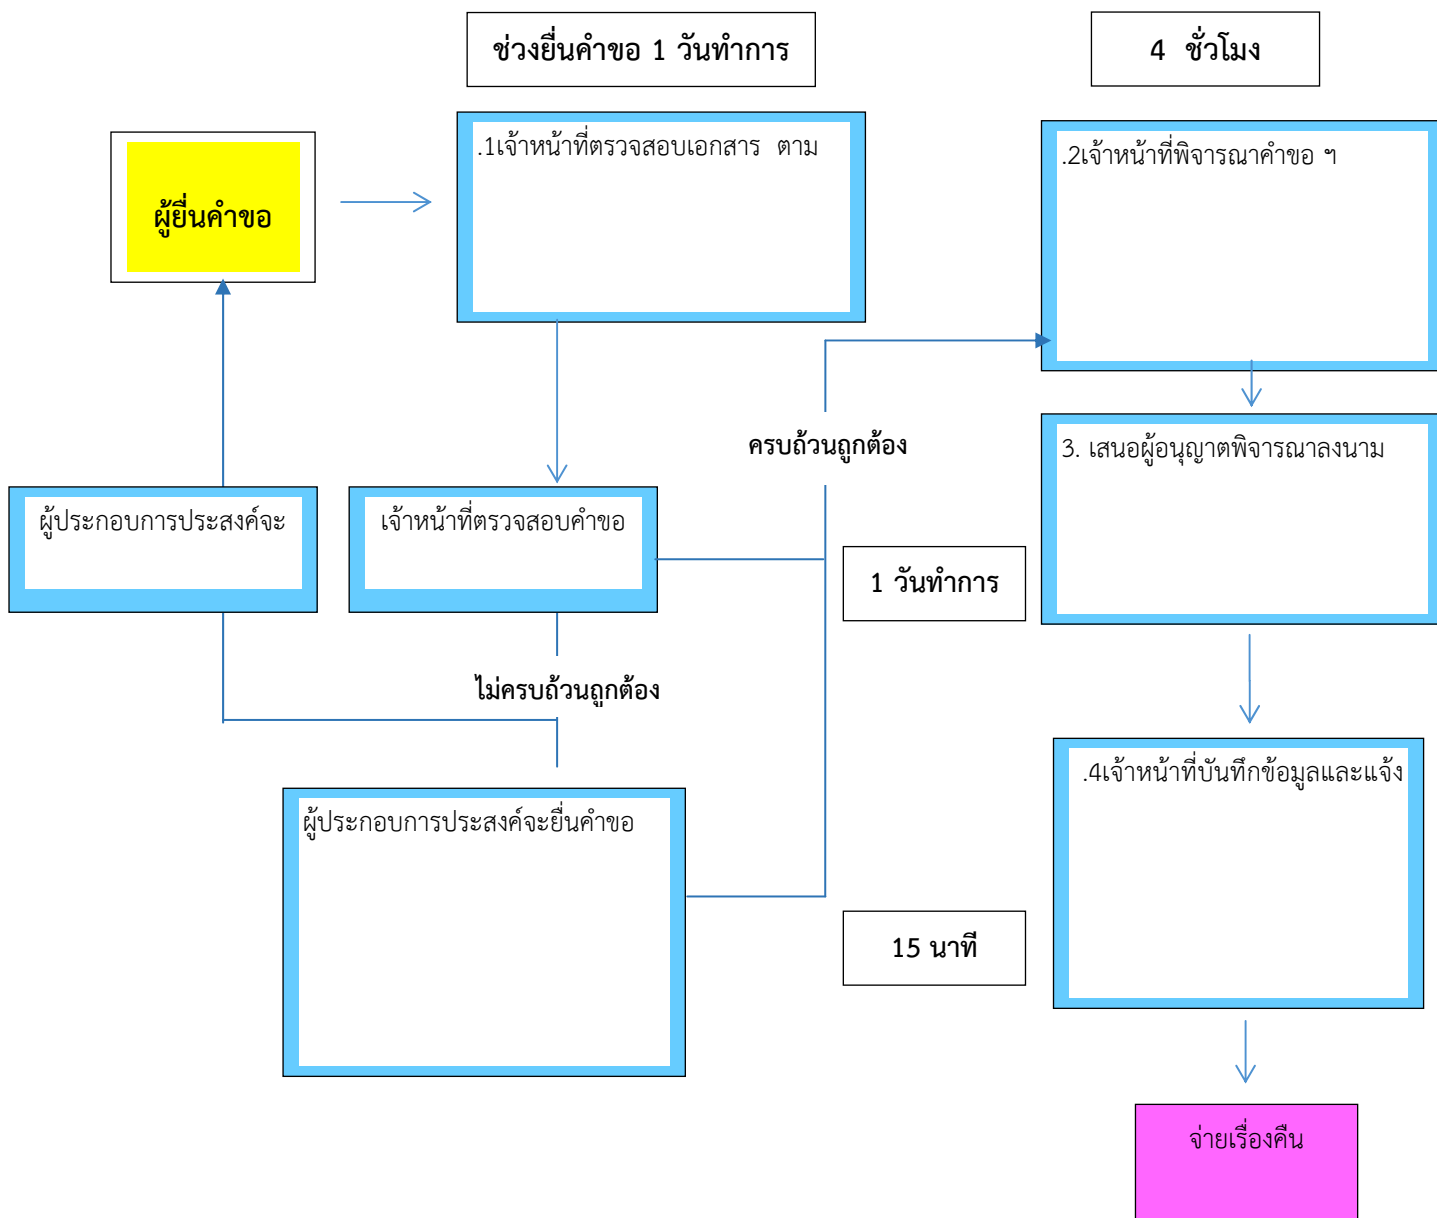 ช่วงยื่นคำขอ 1 วันทำการ
4 ชั่วโมง
ผู้ยื่นคำขอ
.1เจ้าหน้าที่ตรวจสอบเอกสาร ตาม
.2เจ้าหน้าที่พิจารณาคำขอ ฯ
ครบถ้วนถูกต้อง
3. เสนอผู้อนุญาตพิจารณาลงนาม
ผู้ประกอบการประสงค์จะ
เจ้าหน้าที่ตรวจสอบคำขอ
1 วันทำการ
ไม่ครบถ้วนถูกต้อง
.4เจ้าหน้าที่บันทึกข้อมูลและแจ้ง
ผู้ประกอบการประสงค์จะยื่นคำขอ
15 นาที
จ่ายเรื่องคืน